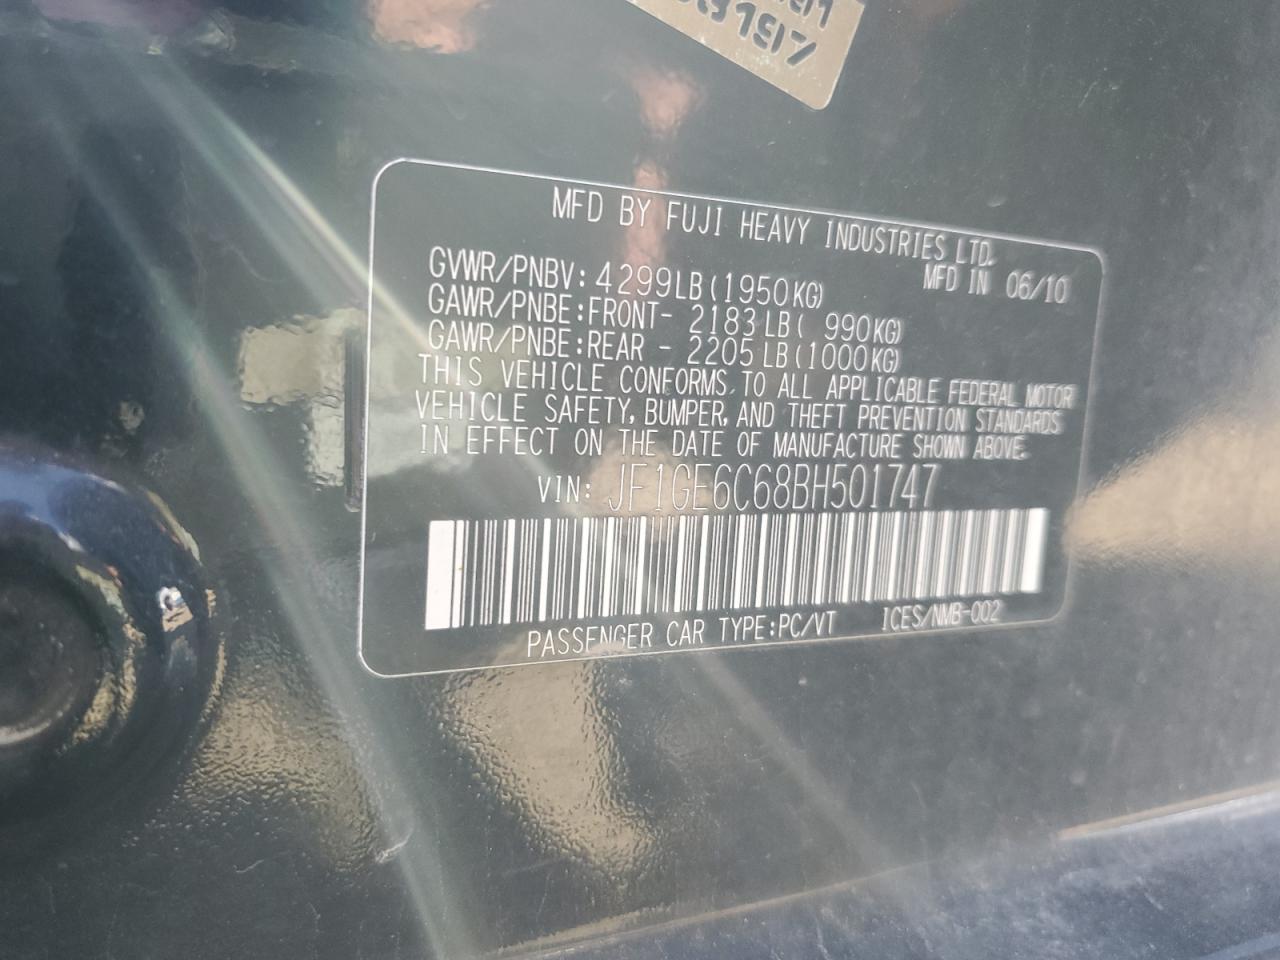 8197
MFD BY FUJI HEAVY INDUSTRIES LTD.
MFD IN 06/10
GVWR/PNBV: 4299LB(1950KG)
GAWR/PNBE:FRONT- 2183LB( 990KG)
GAWR/PNBE:REAR - 2205LB(1000KG)
THIS VEHICLE CONFORMS TO ALL APPLICABLE FEDERAL MOTOR
VEHICLE SAFETY, BUMPER, AND THEFT PREVENTION STANDARDS
IN EFFECT ON THE DATE OF MANUFACTURE SHOWN ABOVE.
VIN: JF1GE6C68BH501747
PASSENGER CAR TYPE:PC/VT ICES/NMB-002